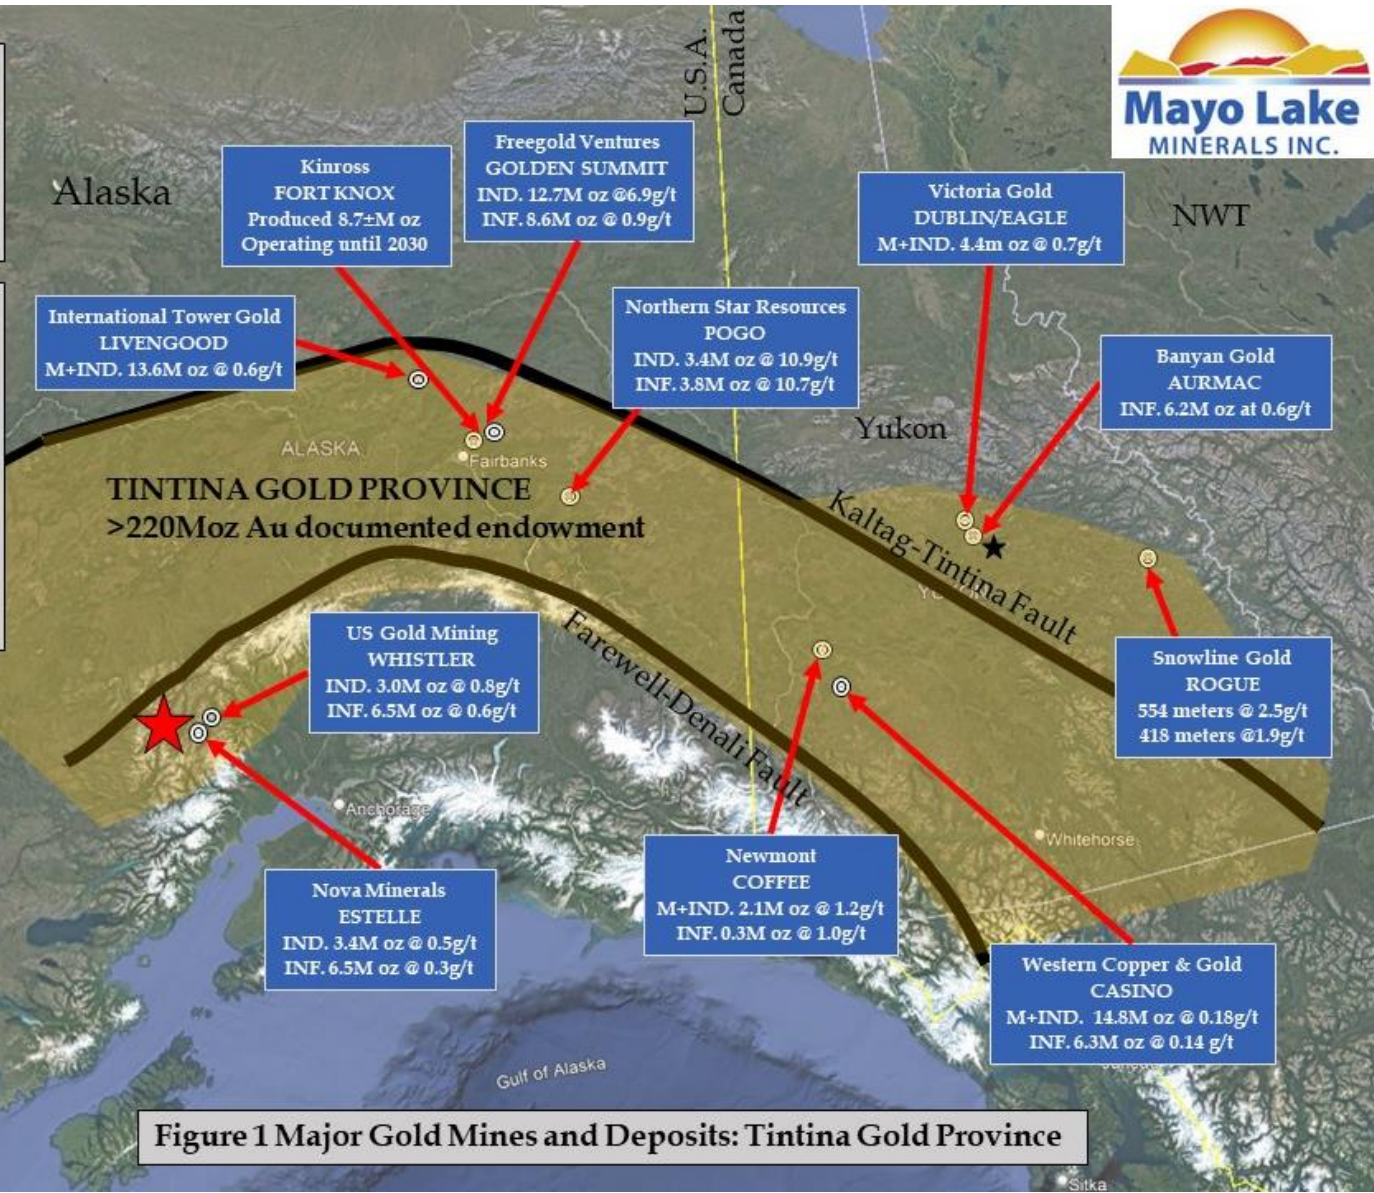 U.S.A.
Canada
Mayo Lake
MINERALS INC.
Alaska
Kinross
FORT KNOX
Produced 8.7±M oz
Operating until 2030
Freegold Ventures
GOLDEN SUMMIT
IND. 12.7M oz @6.9g/t
INF. 8.6M oz @ 0.9g/t
Victoria Gold
DUBLIN/EAGLE
M+IND. 4.4m oz @ 0.7g/t
NWT
International Tower Gold
LIVENGOOD
M+IND. 13.6M oz @ 0.6g/t
Northern Star Resources
POGO
IND. 3.4M oz @ 10.9g/t
INF. 3.8M oz @ 10.7g/t
Banyan Gold
AURMAC
INF. 6.2M oz at 0.6g/t
Yukon
ALASKA
Fairbanks
TINTINA GOLD PROVINCE
>220Moz Au documented endowment
Kaltag-Tintina Fault
Farewell-Denali Fault
US Gold Mining
WHISTLER
IND. 3.0M oz @ 0.8g/t
INF. 6.5M oz @ 0.6g/t
Snowline Gold
ROGUE
554 meters @ 2.5g/t
418 meters @1.9g/t
Anchorage
Whitehorse
Nova Minerals
ESTELLE
IND. 3.4M oz @ 0.5g/t
INF. 6.5M oz @ 0.3g/t
Newmont
COFFEE
M+IND. 2.1M oz @ 1.2g/t
INF. 0.3M oz @ 1.0g/t
Western Copper & Gold
CASINO
M+IND. 14.8M oz @ 0.18g/t
INF. 6.3M oz @ 0.14 g/t
Gulf of Alaska
Figure 1 Major Gold Mines and Deposits: Tintina Gold Province
Sitka